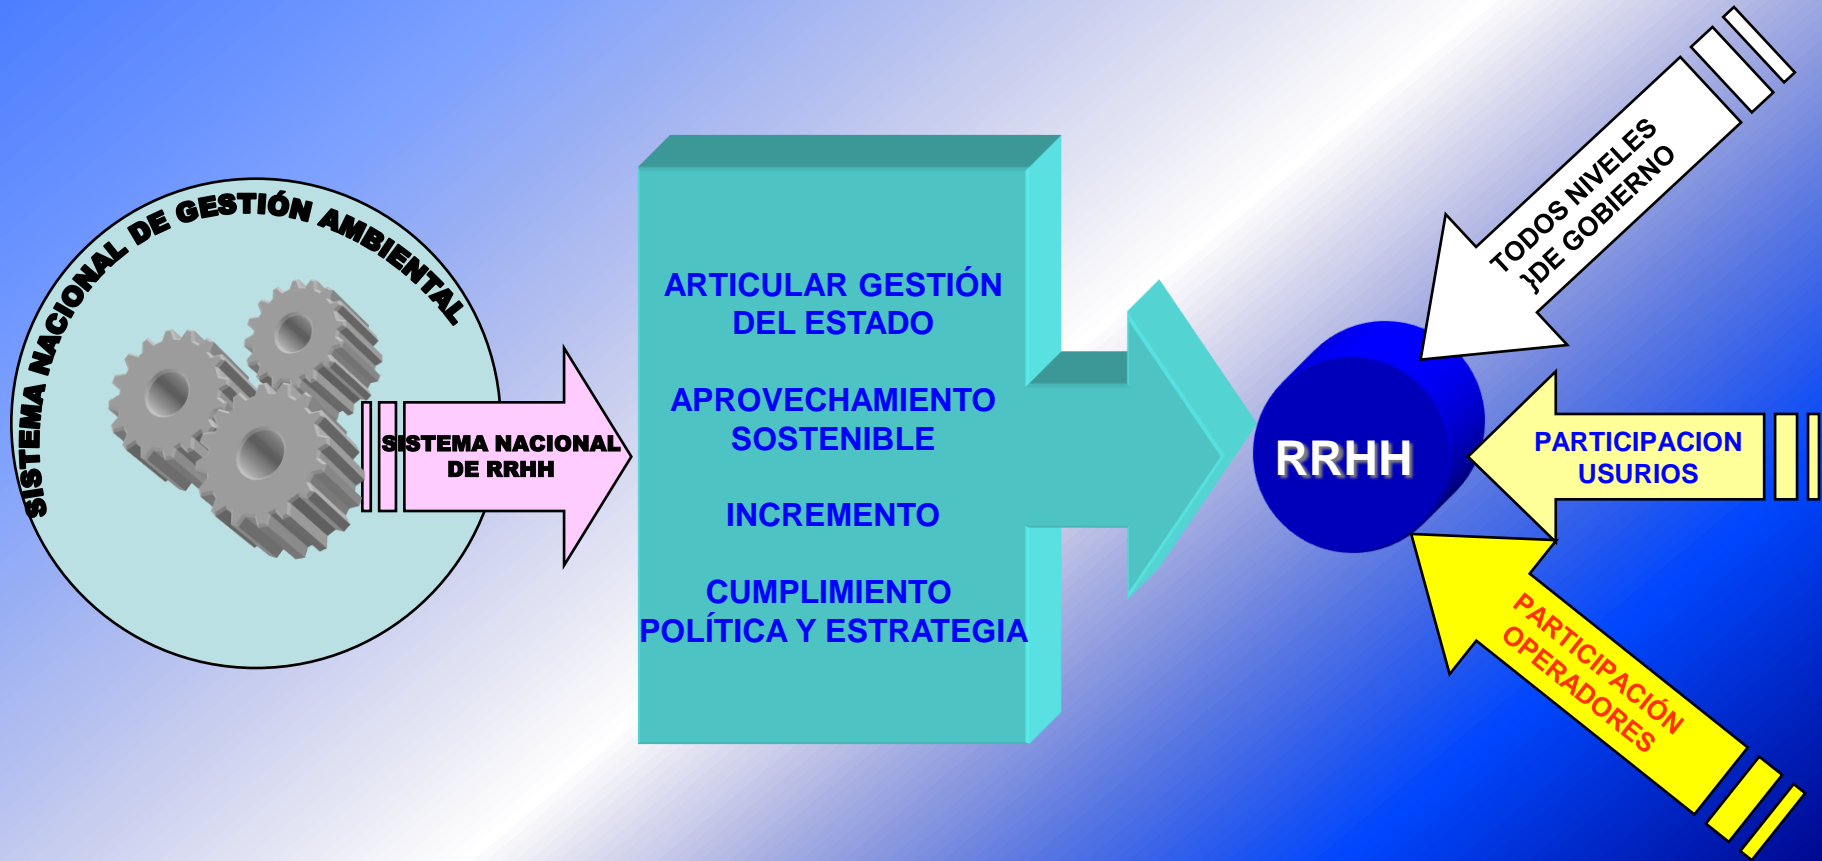 SISTEMA NACIONAL DE GESTIÓN AMBIENTAL
SISTEMA NACIONAL
DE RRHH
ARTICULAR GESTIÓN
DEL ESTADO
APROVECHAMIENTO
SOSTENIBLE
INCREMENTO
CUMPLIMIENTO
POLÍTICA Y ESTRATEGIA
RRHH
TODOS NIVELES
}DE GOBIERNO
PARTICIPACION
USURIOS
PARTICIPACIÓN
OPERADORES